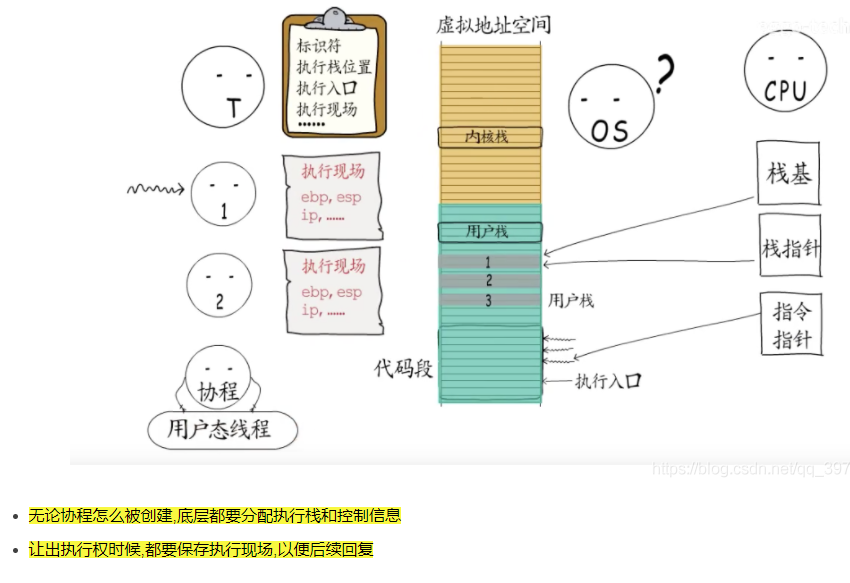 虚拟地址空间
标识符
执行栈位置
执行入口
执行现场
……
T
OS
?
CPU
内核栈
栈基
执行现场
ebp,esp
ip,……
1
用户栈
栈指针
1
2
3
用户栈
执行现场
ebp,esp
ip,……
2
指令
指针
代码段
执行入口
协程
用户态线程
https://blog.csdn.net/qq_397
无论协程怎么被创建,底层都要分配执行栈和控制信息
让出执行权时候,都要保存执行现场,以便后续回复